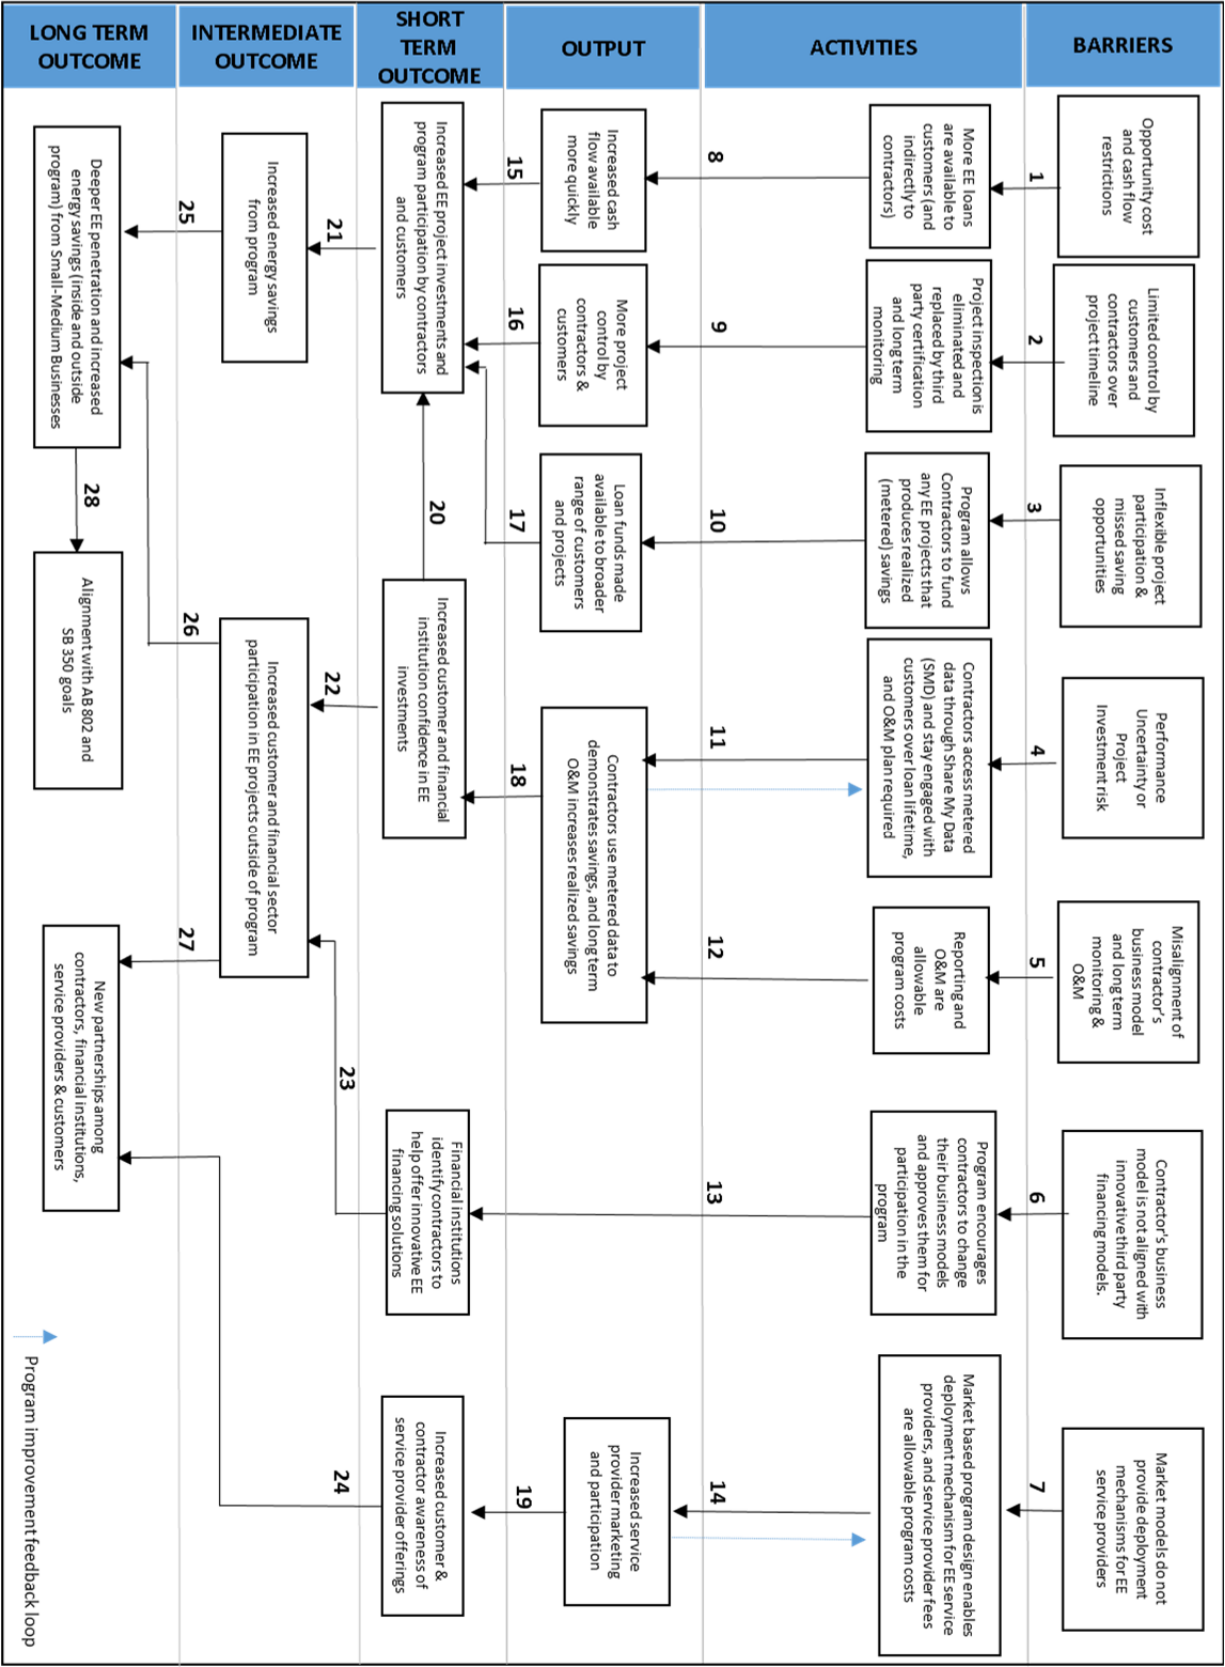 LONG TERM
OUTCOME
INTERMEDIATE
OUTCOME
SHORT
TERM
OUTCOME
OUTPUT
ACTIVITIES
BARRIERS
Opportunity cost
and cash flow
restrictions
Limited control by
customers and
contractors over
project timeline
Inflexible project
participation &
missed saving
opportunities
Performance
Uncertainty or
Project
Investment risk
Misalignment of
contractor's
business model
and long term
monitoring &
O&M
Contractor's business
model is not aligned with
innovative third party
financing models.
Market models do not
provide deployment
mechanisms for EE
service providers
1
2
3
4
5
6
7
More EE loans
are available to
customers (and
indirectly to
contractors)
Project inspection is
eliminated and
replaced by third
party certification
and long term
monitoring
Program allows
Contractors to fund
any EE projects that
produces realized
(metered) savings
Contractors access metered
data through Share My Data
(SMD) and stay engaged with
customers over loan lifetime,
and O&M plan required
Reporting and
O&M are
allowable
program costs
Program encourages
contractors to change
their business models
and approves them for
participation in the
program
Market based program design enables
deployment mechanism for EE service
providers, and service provider fees
are allowable program costs
8
9
10
11
12
13
14
Increased cash
flow available
more quickly
More project
control by
contractors &
customers
Loan funds made
available to broader
range of customers
and projects
Contractors use metered data to
demonstrates savings, and long term
O&M increases realized savings
Increased service
provider marketing
and participation
15
16
17
18
19
Increased EE project investments and
program participation by contractors
and customers
20
Increased customer and financial
institution confidence in EE
investments
Financial institutions
identify contractors to
help offer innovative EE
financing solutions
Increased customer &
contractor awareness of
service provider offerings
21
22
23
24
Increased energy savings
from program
Increased customer and financial sector
participation in EE projects outside of program
25
26
27
Deeper EE penetration and increased
energy savings (inside and outside
program) from Small-Medium Businesses
28
Alignment with AB 802 and
SB 350 goals
New partnerships among
contractors, financial institutions,
service providers & customers
Program improvement feedback loop